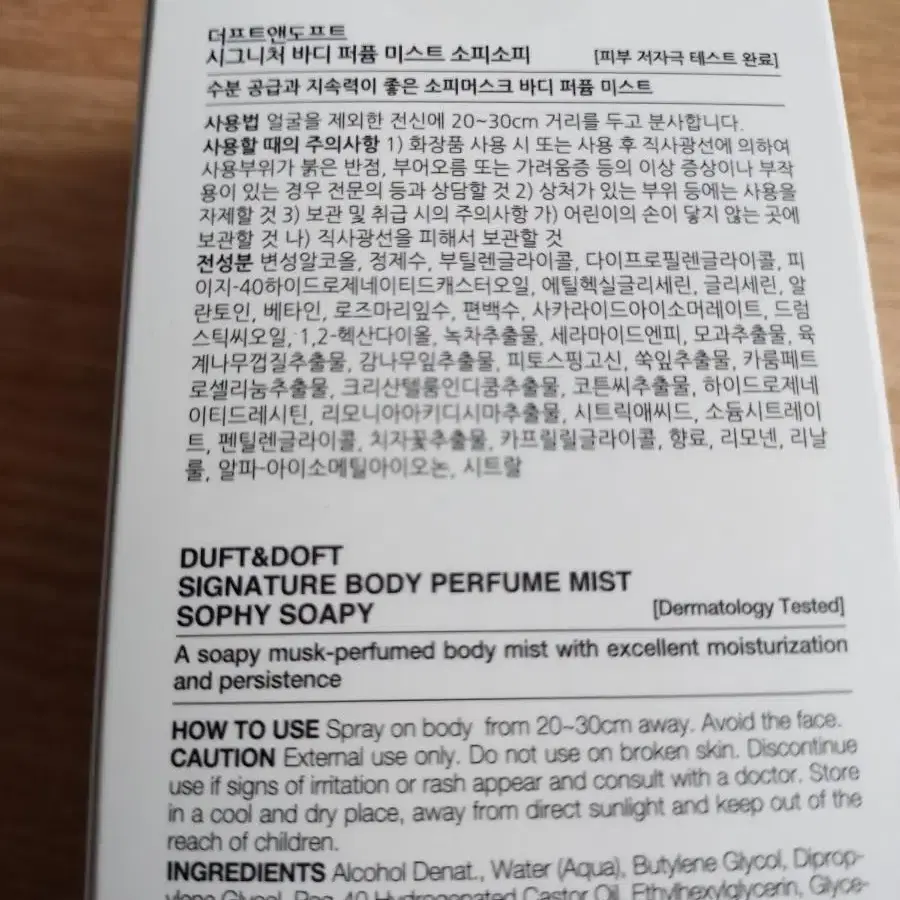 더프트앤도프트
시그니처 바디 퍼퓸 미스트 소피소피 [피부 저자극 테스트 완료]
수분 공급과 지속력이 좋은 소피머스크 바디 퍼퓸 미스트
사용법 얼굴을 제외한 전신에 20~30cm 거리를 두고 분사합니다.
사용할 때의 주의사항 1) 화장품 사용 시 또는 사용 후 직사광선에 의하여
사용부위가 붉은 반점, 부어오름 또는 가려움증 등의 이상 증상이나 부작
용이 있는 경우 전문의 등과 상담할 것 2) 상처가 있는 부위 등에는 사용을
자제할 것 3) 보관 및 취급 시의 주의사항 가) 어린이의 손이 닿지 않는 곳에
보관할 것 나) 직사광선을 피해서 보관할 것
전성분 변성알코올, 정제수, 부틸렌글라이콜, 다이프로필렌글라이콜, 피
이지-40하이드로제네이티드캐스터오일, 에틸헥실글리세린, 글리세린, 알
란토인, 베타인, 로즈마리잎수, 편백수, 사카라이드아이소머레이트, 드럼
스틱씨오일, 1,2-헥산다이올, 녹차추출물, 세라마이드엔피, 모과추출물, 육
계나무껍질추출물, 감나무잎추출물, 피토스핑고신, 쑥잎추출물, 카룸페트
로셀리눔추출물, 크리산텔룸인디쿰추출물, 코튼씨추출물, 하이드로제네
이티드레시틴, 리모니아아키디시마추출물, 시트릭애씨드, 소듐시트레이
트, 펜틸렌글라이콜, 치자꽃추출물, 카프릴릴글라이콜, 향료, 리모넨, 리날
룰, 알파-아이소메틸아이오논, 시트랄
DUFT&DOFT
SIGNATURE BODY PERFUME MIST
SOPHY SOAPY [Dermatology Tested]
A soapy musk-perfumed body mist with excellent moisturization
and persistence
HOW TO USE Spray on body from 20~30cm away. Avoid the face.
CAUTION External use only. Do not use on broken skin. Discontinue
use if signs of irritation or rash appear and consult with a doctor. Store
in a cool and dry place, away from direct sunlight and keep out of the
reach of children.
INGREDIENTS Alcohol Denat., Water (Aqua), Butylene Glycol, Diprop-
ylene Glycol, Peg-40 Hydrogenated Castor Oil, Ethylhexylglycerin, Glyce-